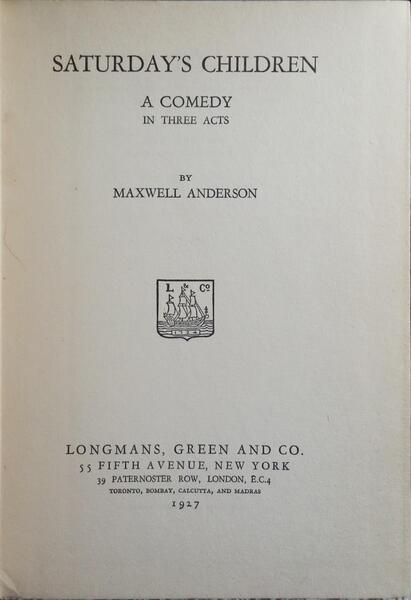 SATURDAY'S CHILDREN
A COMEDY
IN THREE ACTS
BY
MAXWELL ANDERSON
L Co
1724
LONGMANS, GREEN AND CO.
55 FIFTH AVENUE, NEW YORK
39 PATERNOSTER ROW, LONDON, E.C.4
TORONTO, BOMBAY, CALCUTTA, AND MADRAS
1927